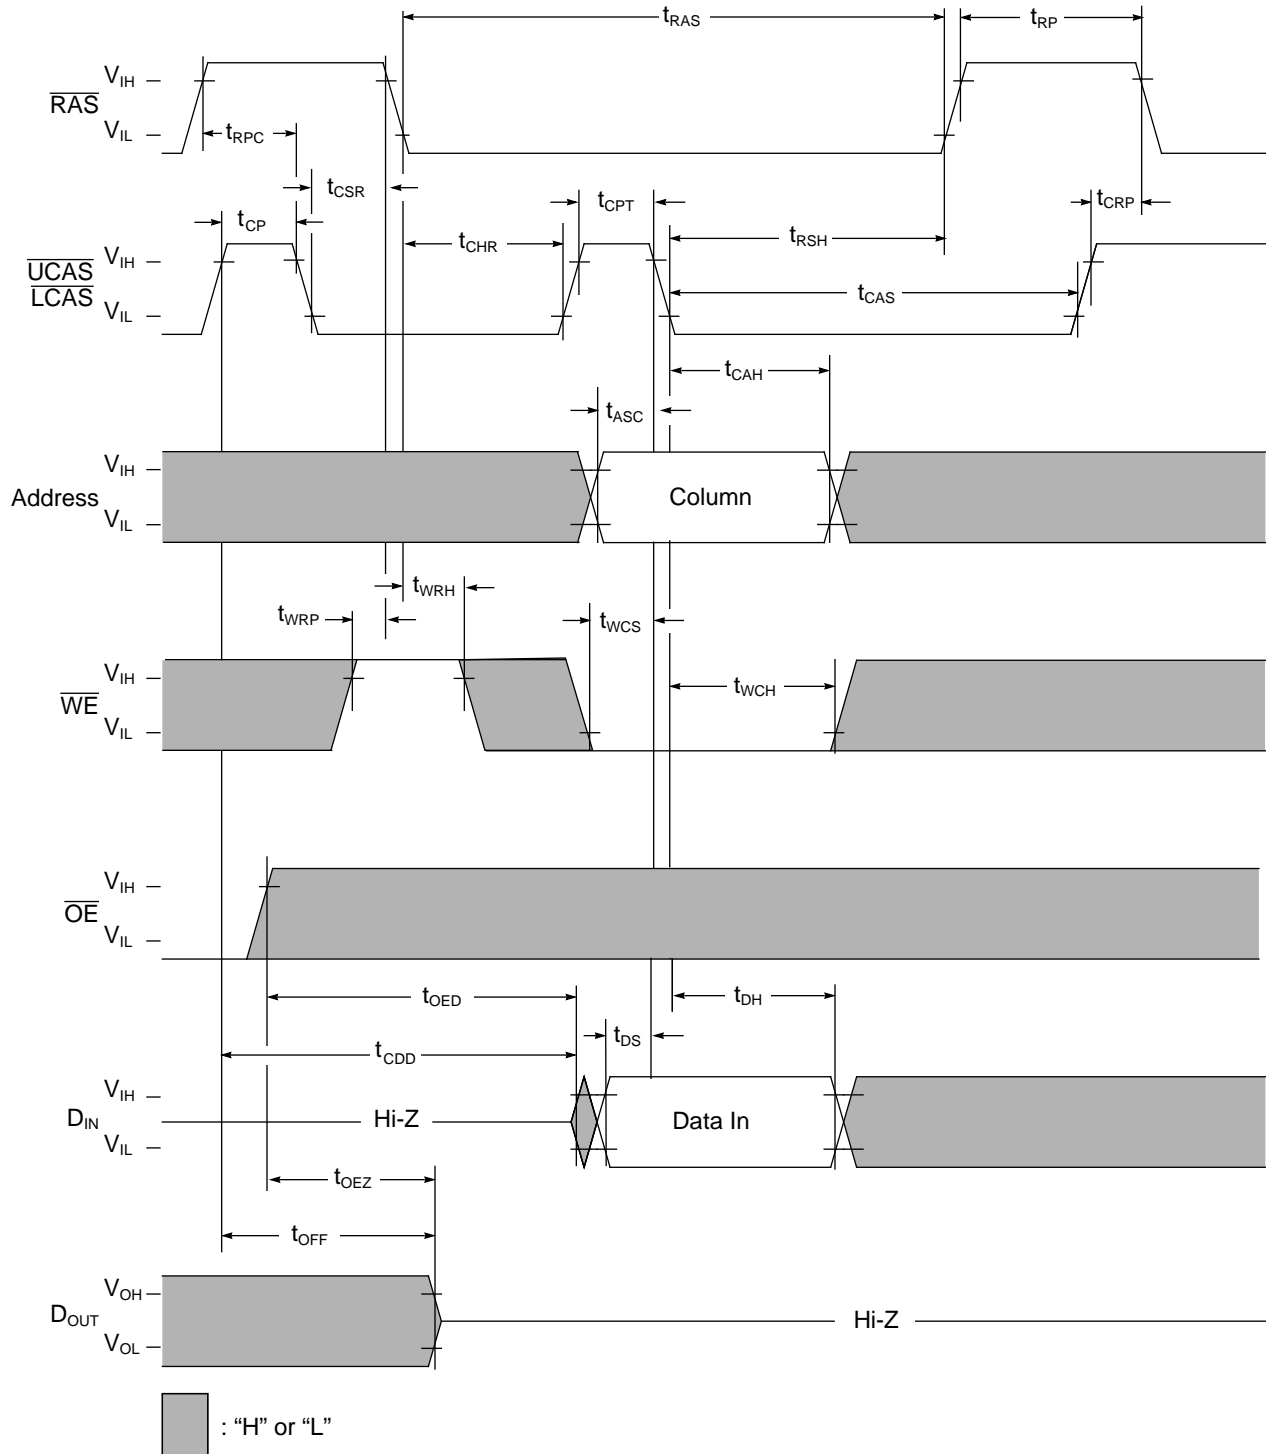 tRAS
tRP
VIH
RAS
VIL
tRPC
tCSR
tCPT
tCRP
tCP
tCHR
tRSH
VIH
UCAS
LCAS
VIL
tCAS
tCAH
tASC
VIH
Address
Column
VIL
tWRH
tWRP
tWCS
VIH
WE
VIL
tWCH
VIH
OE
VIL
tOED
tDH
tDS
tCDD
VIH
DIN
Hi-Z
Data In
VIL
tOEZ
tOFF
VOH
DOUT
Hi-Z
VOL
: “H” or “L”